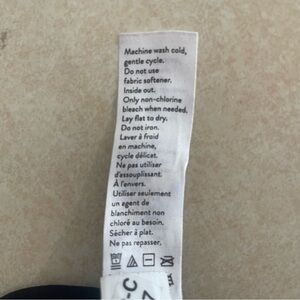 Machine wash cold,
gentle cycle.
Do not use
fabric softener.
Inside out.
Only non-chlorine
bleach when needed.
Lay flat to dry.
Do not iron.
Laver à froid
en machine,
cycle délicat.
Ne pas utiliser
d'assouplissant.
À l'envers.
Utiliser seulement
un agent de
blanchiment non
chloré au besoin.
Sécher à plat.
Ne pas repasser.